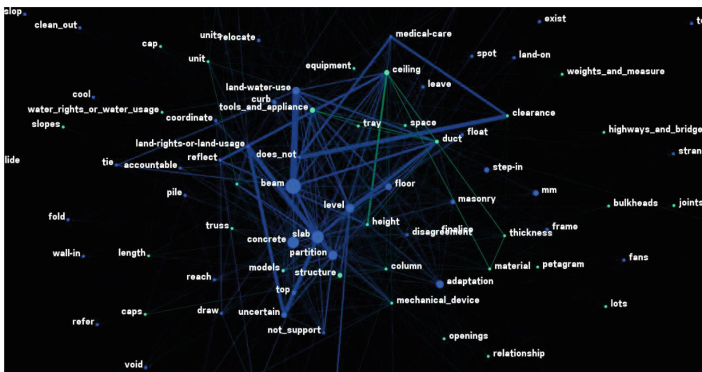 slop
clean_out
units
relocate
medical-care
exist
cap
unit
spot
land-on
equipment
ceiling
weights_and_measure
land-water-use
leave
cool
curb
tools_and_appliance
water_rights_or_water_usage
clearance
slopes
coordinate
tray
space
highways_and_bridge
duct
float
land-rights-or-land-usage
does_not
stran
lide
tie
accountable
reflect
step-in
beam
floor
pile
mm
level
masonry
bulkheads
joints
fold
truss
height
disagreement
finalise
frame
slab
thickness
concrete
wall-in
length
partition
fans
models
structure
column
material
petagram
reach
adaptation
top
mechanical_device
lots
caps
draw
uncertain
refer
not_support
openings
relationship
void